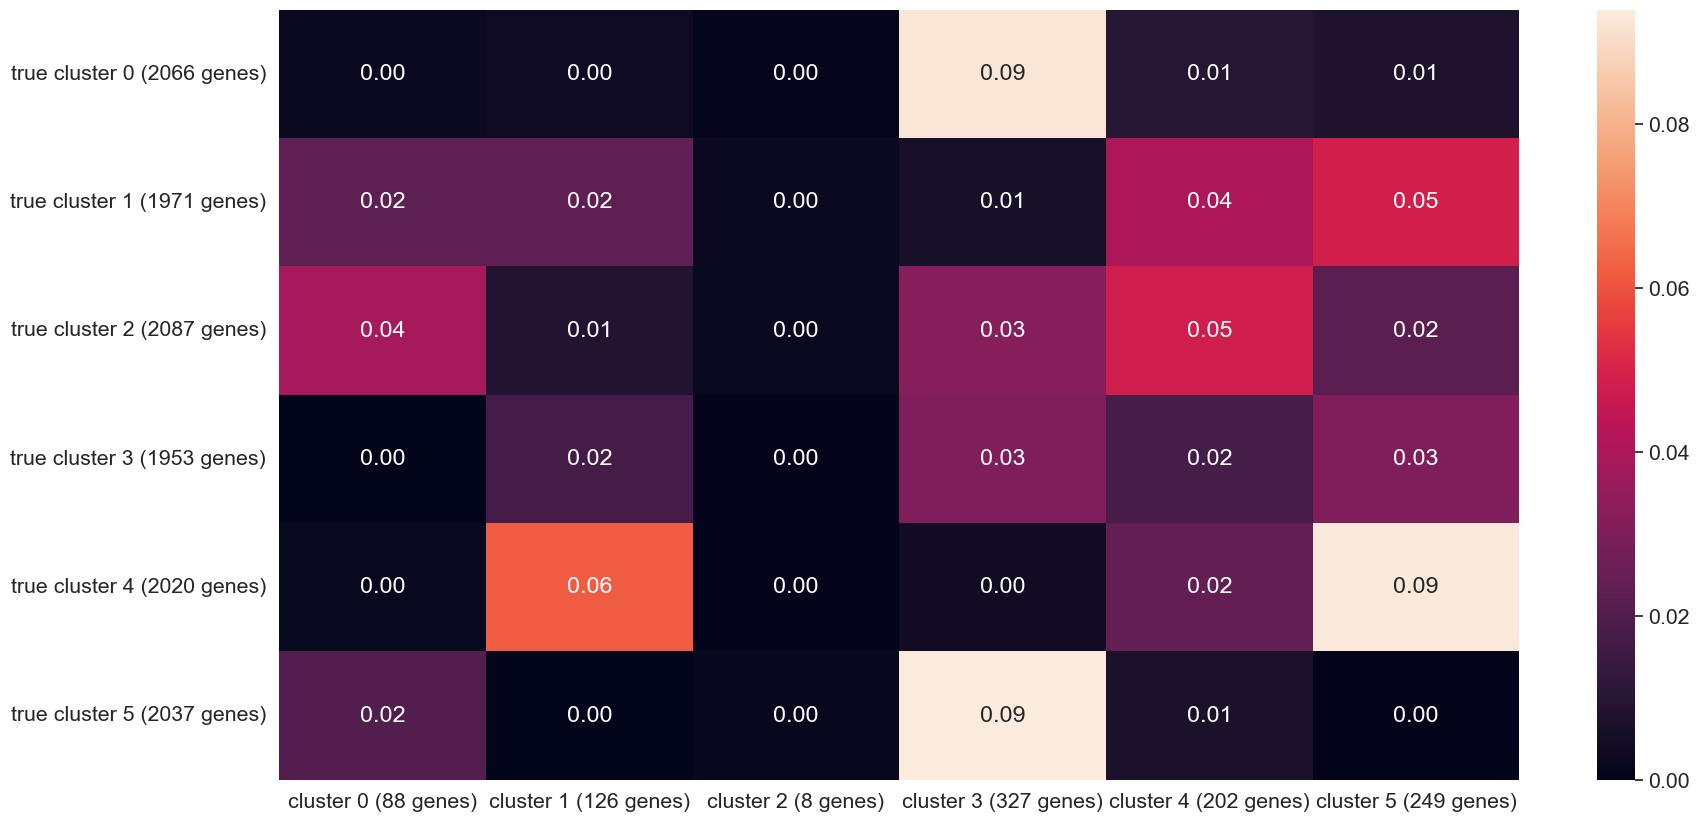 true cluster 0 (2066 genes) 0.00 0.00 0.00 0.09 0.01 0.01
0.08
true cluster 1 (1971 genes) 0.02 0.02 0.00 0.01 0.04 0.05
0.06
true cluster 2 (2087 genes) 0.04 0.01 0.00 0.03 0.05 0.02
0.04
true cluster 3 (1953 genes) 0.00 0.02 0.00 0.03 0.02 0.03
true cluster 4 (2020 genes) 0.00 0.06 0.00 0.00 0.02 0.09
0.02
true cluster 5 (2037 genes) 0.02 0.00 0.00 0.09 0.01 0.00
0.00
cluster 0 (88 genes) cluster 1 (126 genes) cluster 2 (8 genes) cluster 3 (327 genes) cluster 4 (202 genes) cluster 5 (249 genes)